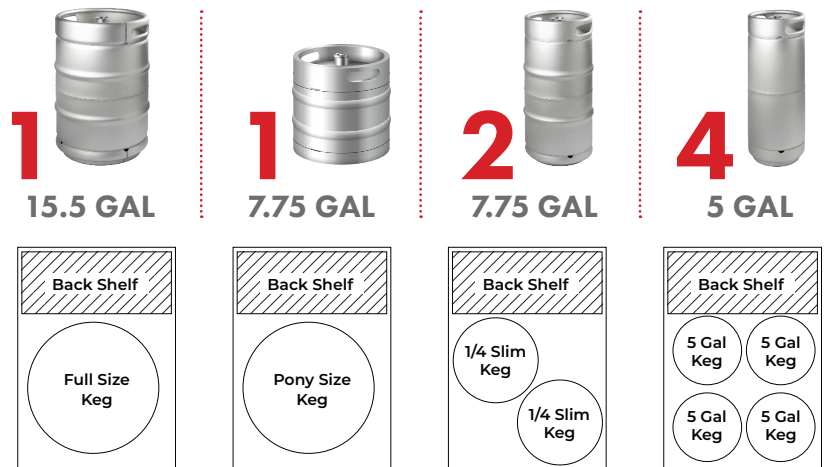 1
15.5 GAL
1
7.75 GAL
2
7.75 GAL
4
5 GAL
Back Shelf
Full Size
Keg
Back Shelf
Pony Size
Keg
Back Shelf
1/4 Slim
Keg
1/4 Slim
Keg
Back Shelf
5 Gal
Keg
5 Gal
Keg
5 Gal
Keg
5 Gal
Keg